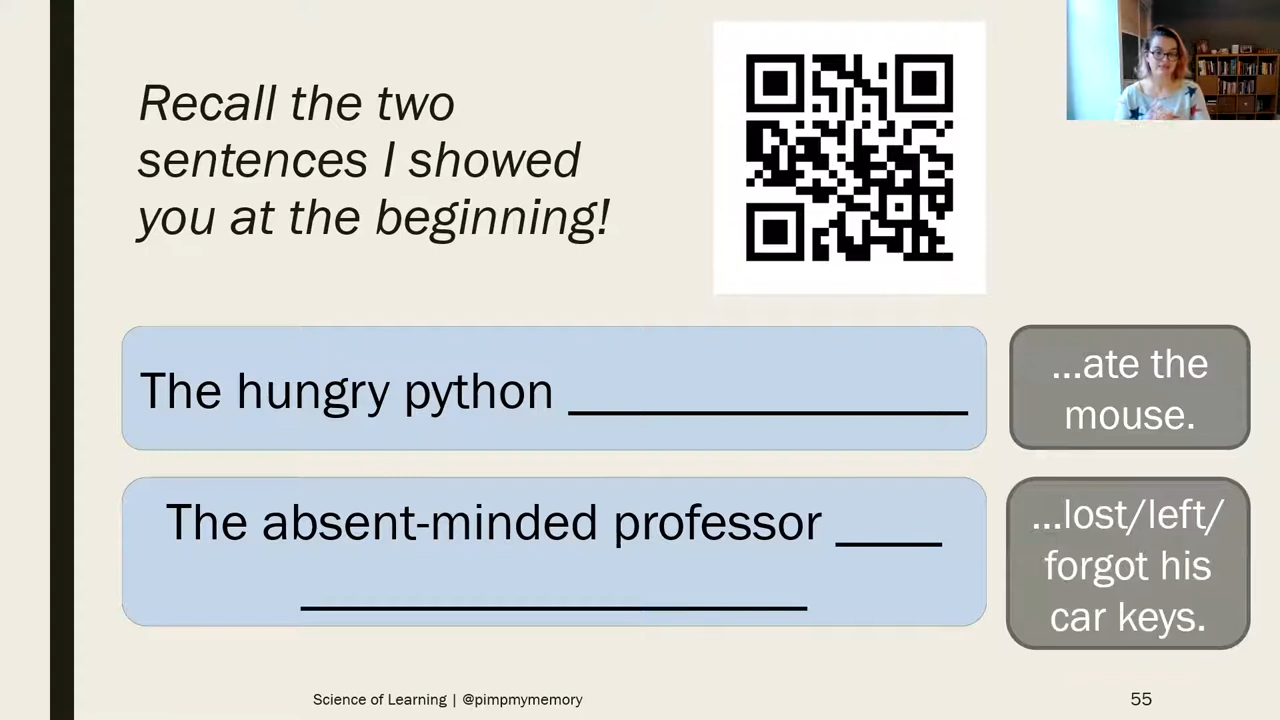 Recall the two
sentences I showed
you at the beginning!
The hungry python ________________
...ate the
mouse.
The absent-minded professor ____
____________________
...lost/left/
forgot his
car keys.
Science of Learning | @pimpmymemory
55